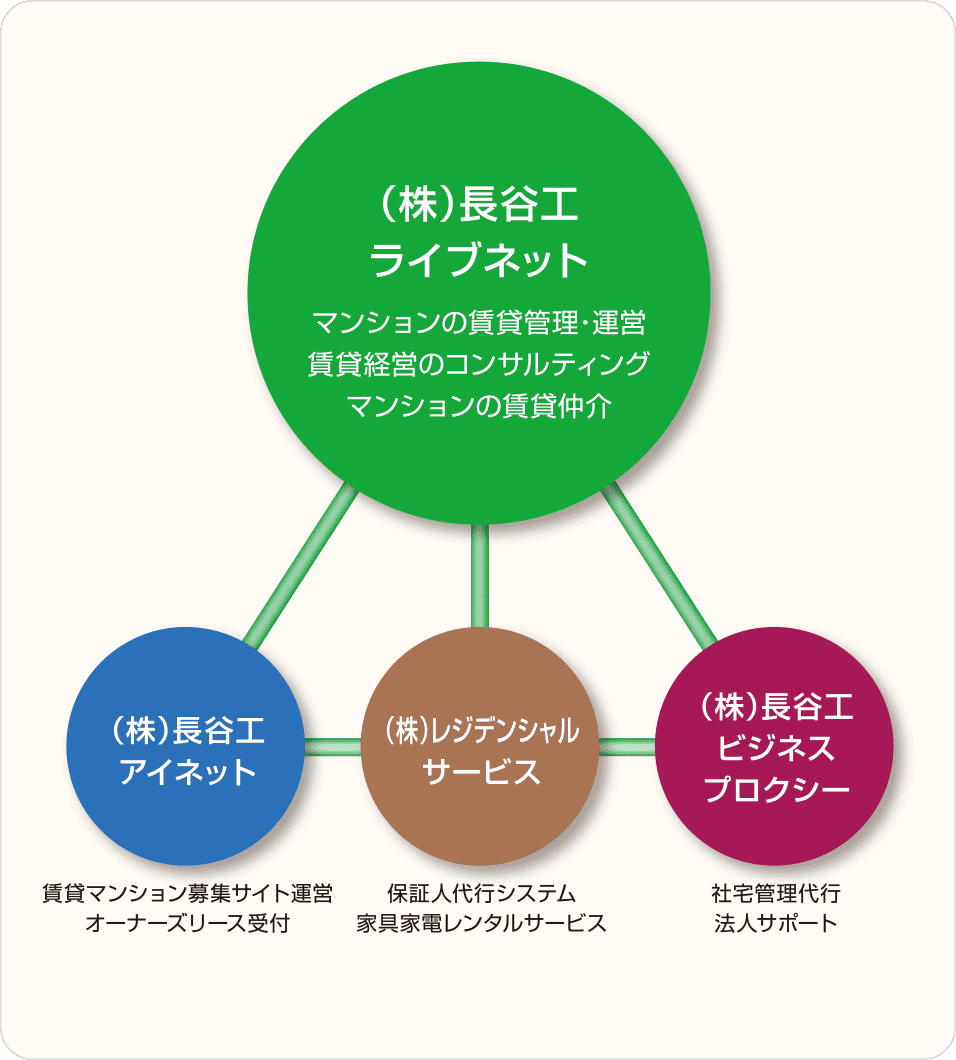 （株）長谷工
ライブネット
マンションの賃貸管理・運営
賃貸経営のコンサルティング
マンションの賃貸仲介
（株）長谷工
アイネット
（株）レジデンシャル
サービス
（株）長谷工
ビジネス
プロクシー
賃貸マンション募集サイト運営
オーナーズリース受付
保証人代行システム
家具家電レンタルサービス
社宅管理代行
法人サポート